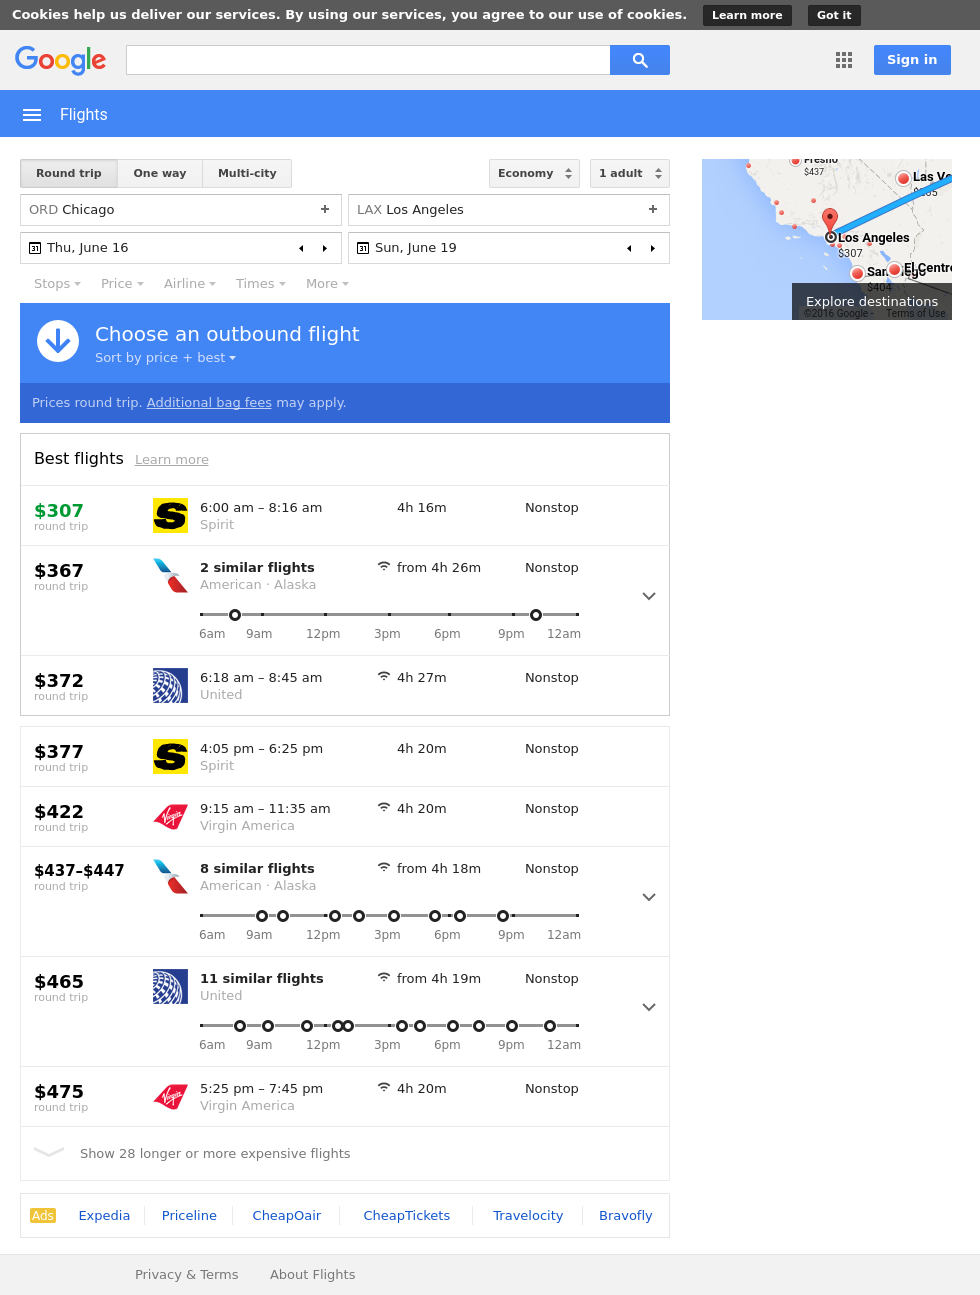 Cookies help us deliver our services. By using our services, you agree to our use of cookies. Learn more Got it
Google Sign in
Flights
Round trip One way Multi-city Economy 1 adult
ORD Chicago + LAX Los Angeles +
31 Thu, June 16 31 Sun, June 19
Stops Price Airline Times More
Choose an outbound flight
Sort by price + best
Prices round trip. Additional bag fees may apply.
Fresno
$437
Las Ve
Los Angeles
$307
El Centro
$404
©2016 Google - Terms of Use
Explore destinations
Best flights Learn more
$307 6:00 am – 8:16 am 4h 16m Nonstop
round trip Spirit
$367 2 similar flights from 4h 26m Nonstop
round trip American · Alaska
6am 9am 12pm 3pm 6pm 9pm 12am
$372 6:18 am – 8:45 am 4h 27m Nonstop
round trip United
$377 4:05 pm – 6:25 pm 4h 20m Nonstop
round trip Spirit
$422 Virgin 9:15 am – 11:35 am 4h 20m Nonstop
round trip Virgin America
$437–$447 8 similar flights from 4h 18m Nonstop
round trip American · Alaska
6am 9am 12pm 3pm 6pm 9pm 12am
$465 11 similar flights from 4h 19m Nonstop
round trip United
6am 9am 12pm 3pm 6pm 9pm 12am
$475 Virgin 5:25 pm – 7:45 pm 4h 20m Nonstop
round trip Virgin America
Show 28 longer or more expensive flights
Ads Expedia Priceline CheapOair CheapTickets Travelocity Bravofly
Privacy & Terms About Flights